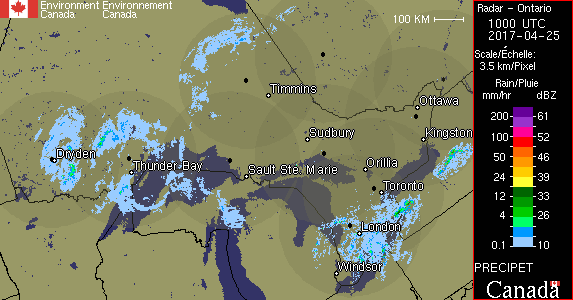 Environment Environnement
Canada Canada
100 KM
Timmins
Ottawa
Sudbury
Kingston
Dryden
Thunder Bay
Sault Ste. Marie
Orillia
Toronto
London
Windsor
Radar - Ontario
1000 UTC
2017-04-25
Scale/Échelle:
3.5 km/Pixel
Rain/Pluie
mm/hr dBZ
200 61
100 52
50 46
24 39
12 34
4 26
0.1 10
PRECIPET
Canada